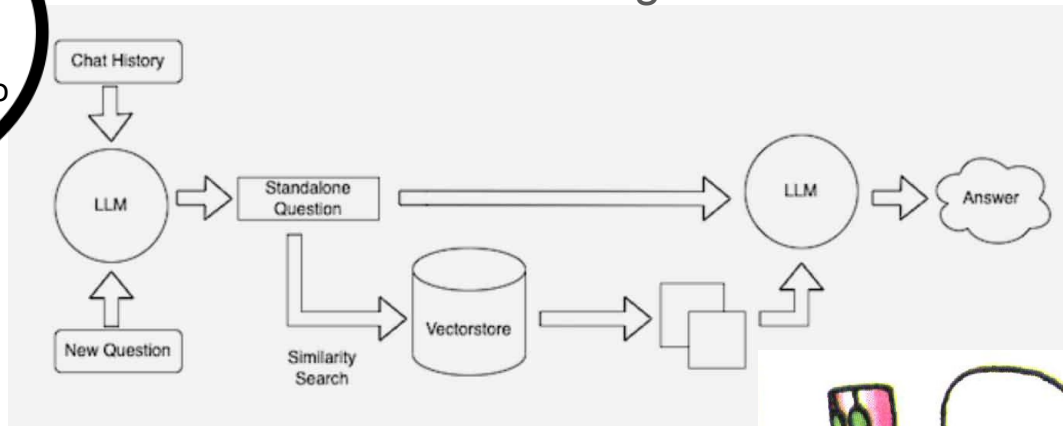 Chat History
LLM
New Question
Standalone
Question
Similarity
Search
Vectorstore
LLM
Answer